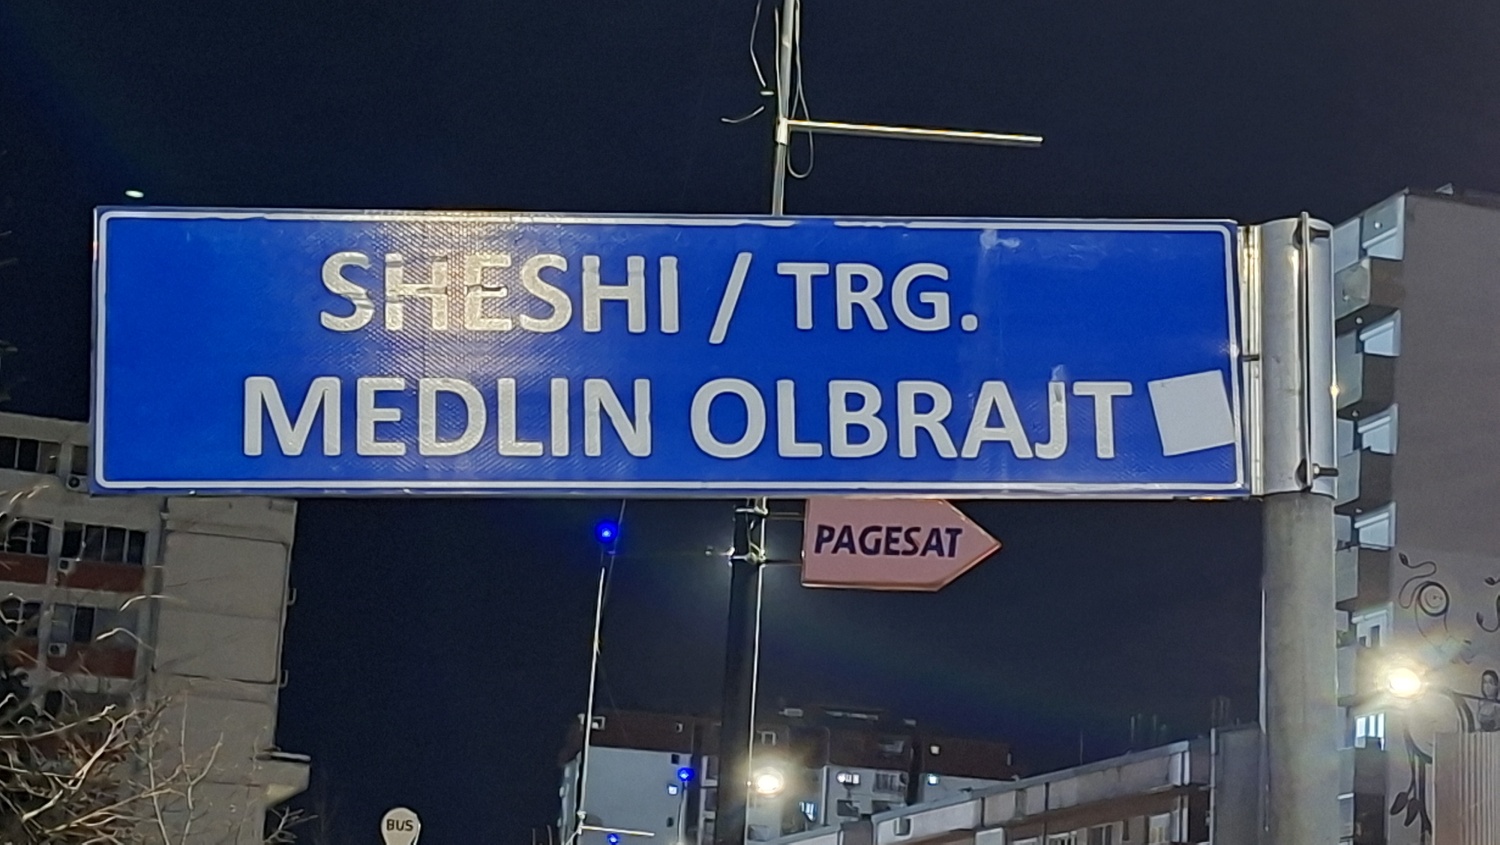 SHESHI / TRG.
MEDLIN OLBRAJT
PAGESAT
BUS